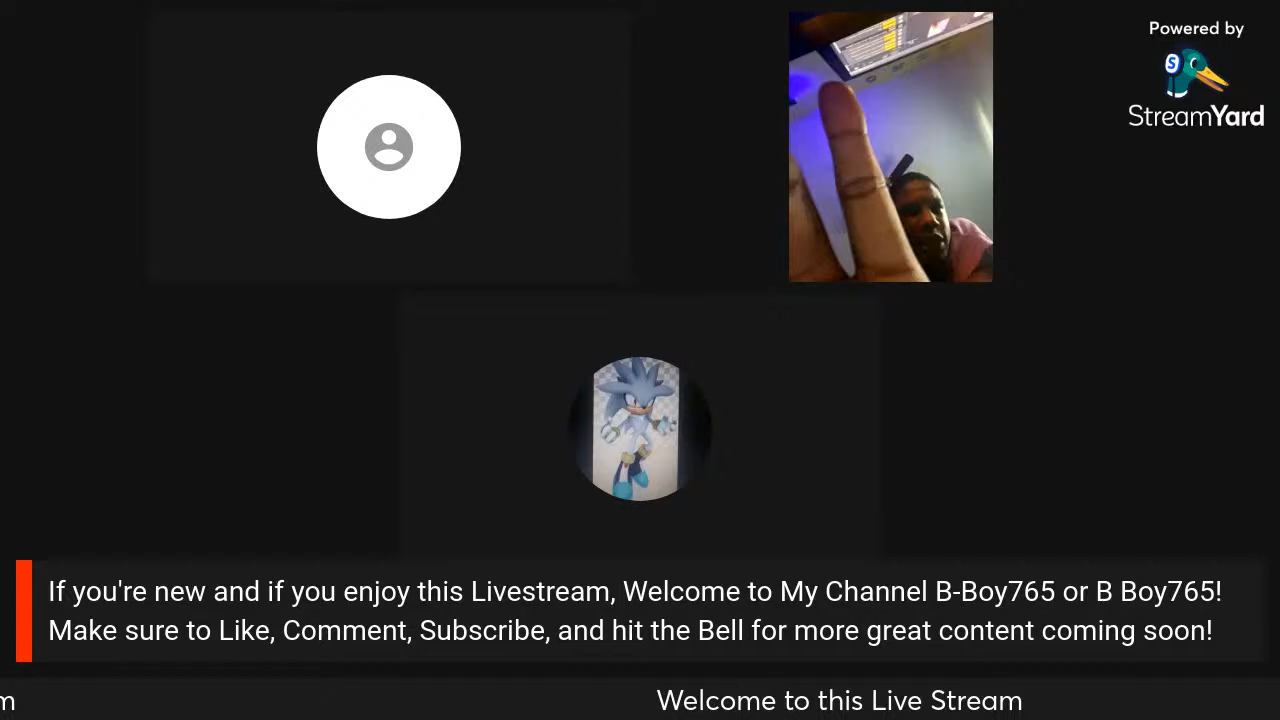 Powered by
S
StreamYard
If you're new and if you enjoy this Livestream, Welcome to My Channel B-Boy765 or B Boy765!
Make sure to Like, Comment, Subscribe, and hit the Bell for more great content coming soon!
m
Welcome to this Live Stream